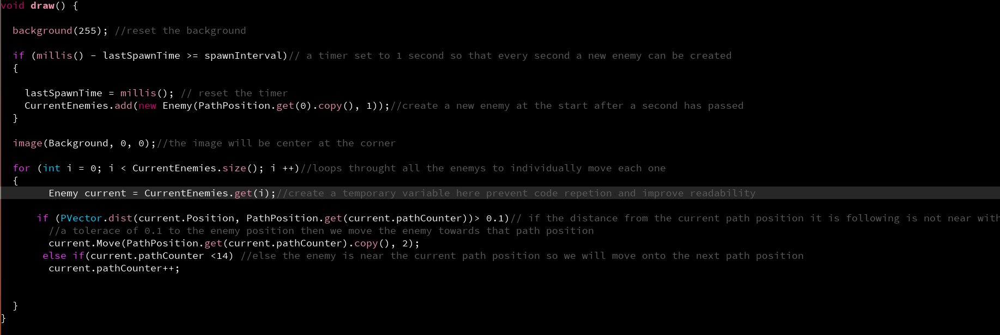 void draw() {
background(255); //reset the background
if (millis() - lastSpawnTime >= spawnInterval)// a timer set to 1 second so that every second a new enemy can be created
{
lastSpawnTime = millis(); // reset the timer
CurrentEnemies.add(new Enemy(PathPosition.get(0).copy(), 1));//create a new enemy at the start after a second has passed
}
image(Background, 0, 0);//the image will be center at the corner
for (int i = 0; i < CurrentEnemies.size(); i ++)//loops throught all the enemys to individually move each one
{
Enemy current = CurrentEnemies.get(i);//create a temporary variable here prevent code repetion and improve readability
if (PVector.dist(current.Position, PathPosition.get(current.pathCounter))> 0.1)// if the distance from the current path position it is following is not near with
//a tolerace of 0.1 to the enemy position then we move the enemy towards that path position
current.Move(PathPosition.get(current.pathCounter).copy(), 2);
else if(current.pathCounter <14) //else the enemy is near the current path position so we will move onto the next path position
current.pathCounter++;
}
}